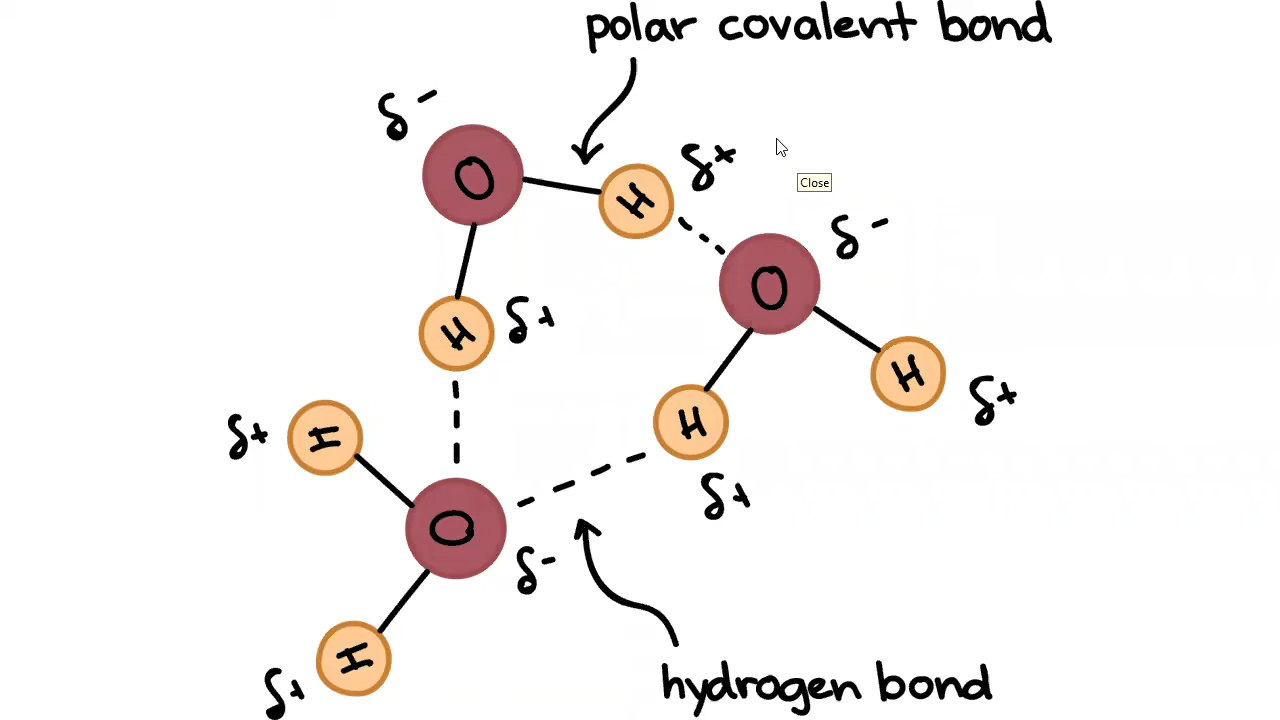 polar covalent bond
δ-
O
H
δ+
Close
δ-
O
H
δ+
H
δ+
δ+
H
H
δ+
O
δ-
H
δ+
hydrogen bond